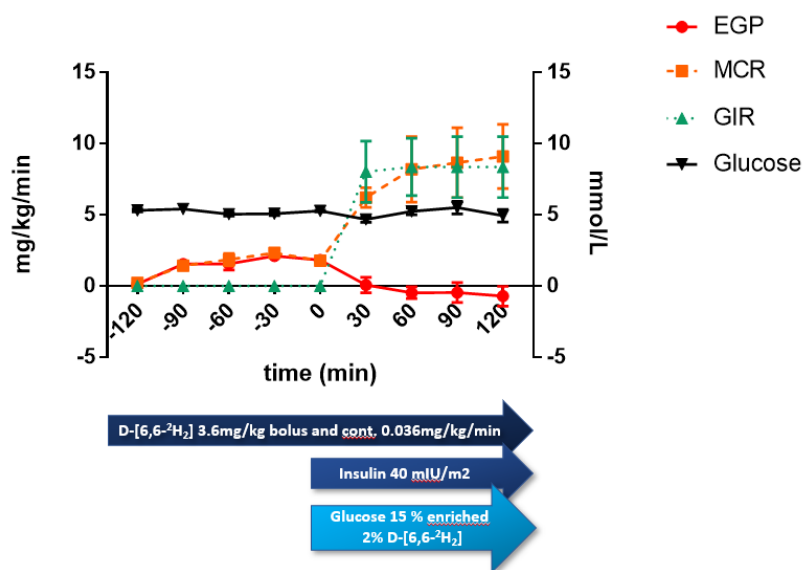 EGP
MCR
GIR
Glucose
15
10
5
0
-5
mg/kg/min
15
10
5
0
-5
mmol/L
-120
-90
-60
-30
0
30
60
90
120
time (min)
D-[6,6-²H₂] 3.6mg/kg bolus and cont. 0.036mg/kg/min
Insulin 40 mIU/m2
Glucose 15 % enriched
2% D-[6,6-²H₂]